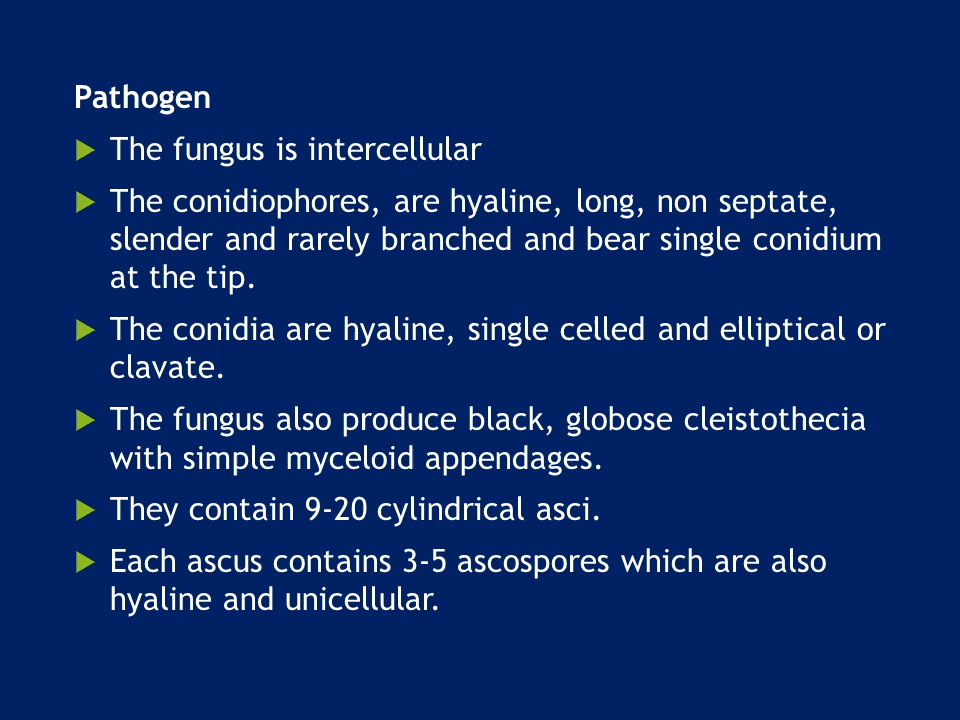 Pathogen
The fungus is intercellular
The conidiophores, are hyaline, long, non septate,
slender and rarely branched and bear single conidium
at the tip.
The conidia are hyaline, single celled and elliptical or
clavate.
The fungus also produce black, globose cleistothecia
with simple myceloid appendages.
They contain 9-20 cylindrical asci.
Each ascus contains 3-5 ascospores which are also
hyaline and unicellular.